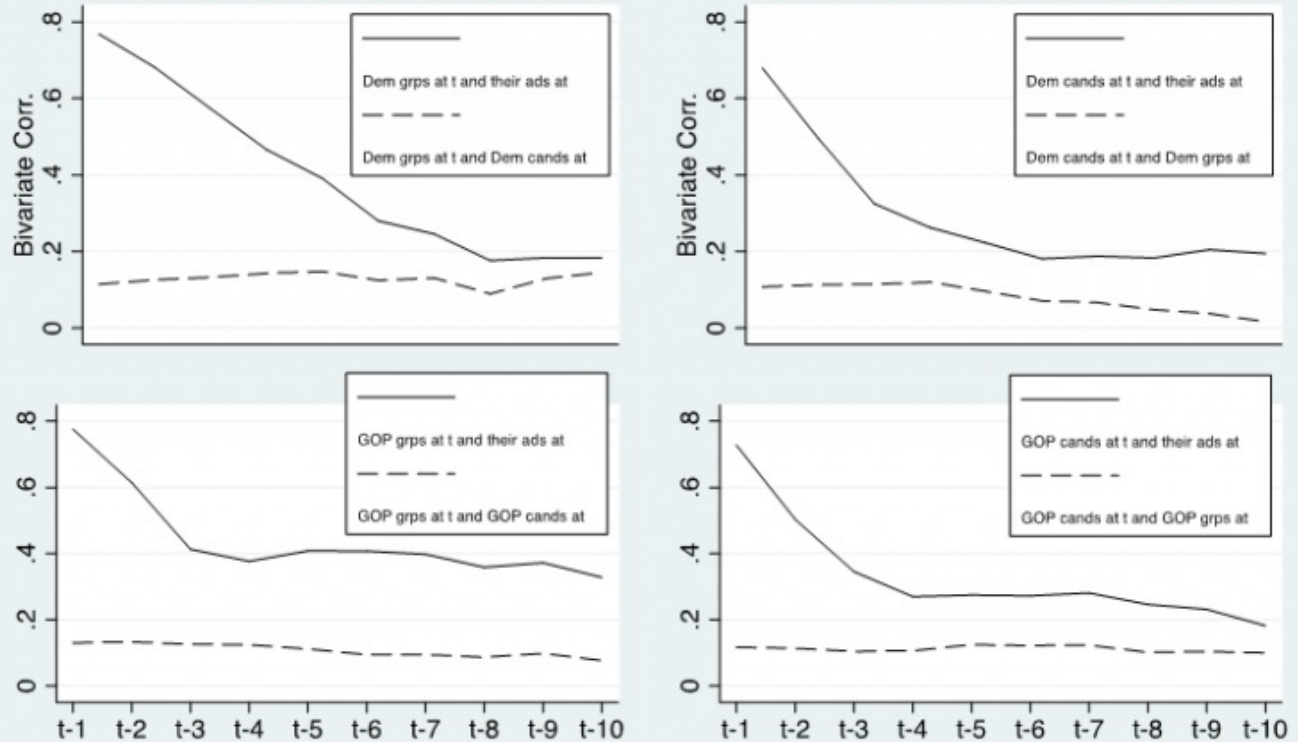 .8
.6
.4
.2
0
Bivariate Corr.
Dem grps at t and their ads at
Dem grps at t and Dem cands at
.8
.6
.4
.2
0
Bivariate Corr.
Dem cands at t and their ads at
Dem cands at t and Dem grps at
.8
.6
.4
.2
0
GOP grps at t and their ads at
GOP grps at t and GOP cands at
t-1 t-2 t-3 t-4 t-5 t-6 t-7 t-8 t-9 t-10
.8
.6
.4
.2
0
GOP cands at t and their ads at
GOP cands at t and GOP grps at
t-1 t-2 t-3 t-4 t-5 t-6 t-7 t-8 t-9 t-10